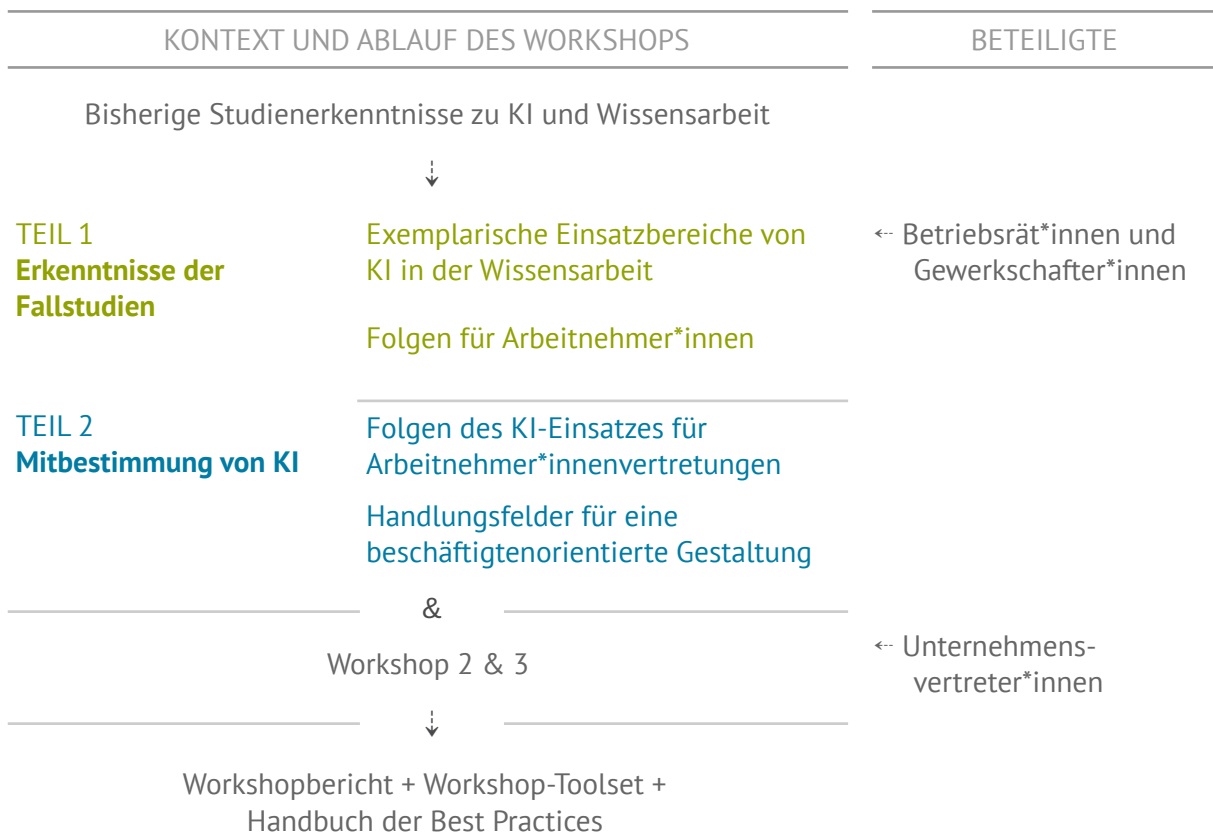 KONTEXT UND ABLAUF DES WORKSHOPS
BETEILIGTE
Bisherige Studienerkenntnisse zu KI und Wissensarbeit
TEIL 1
Erkenntnisse der
Fallstudien
Exemplarische Einsatzbereiche von
KI in der Wissensarbeit
Folgen für Arbeitnehmer*innen
Betriebsrät*innen und
Gewerkschafter*innen
TEIL 2
Mitbestimmung von KI
Folgen des KI-Einsatzes für
Arbeitnehmer*innenvertretungen
Handlungsfelder für eine
beschäftigtenorientierte Gestaltung
&
Workshop 2 & 3
Unternehmens-
vertreter*innen
Workshopbericht + Workshop-Toolset +
Handbuch der Best Practices